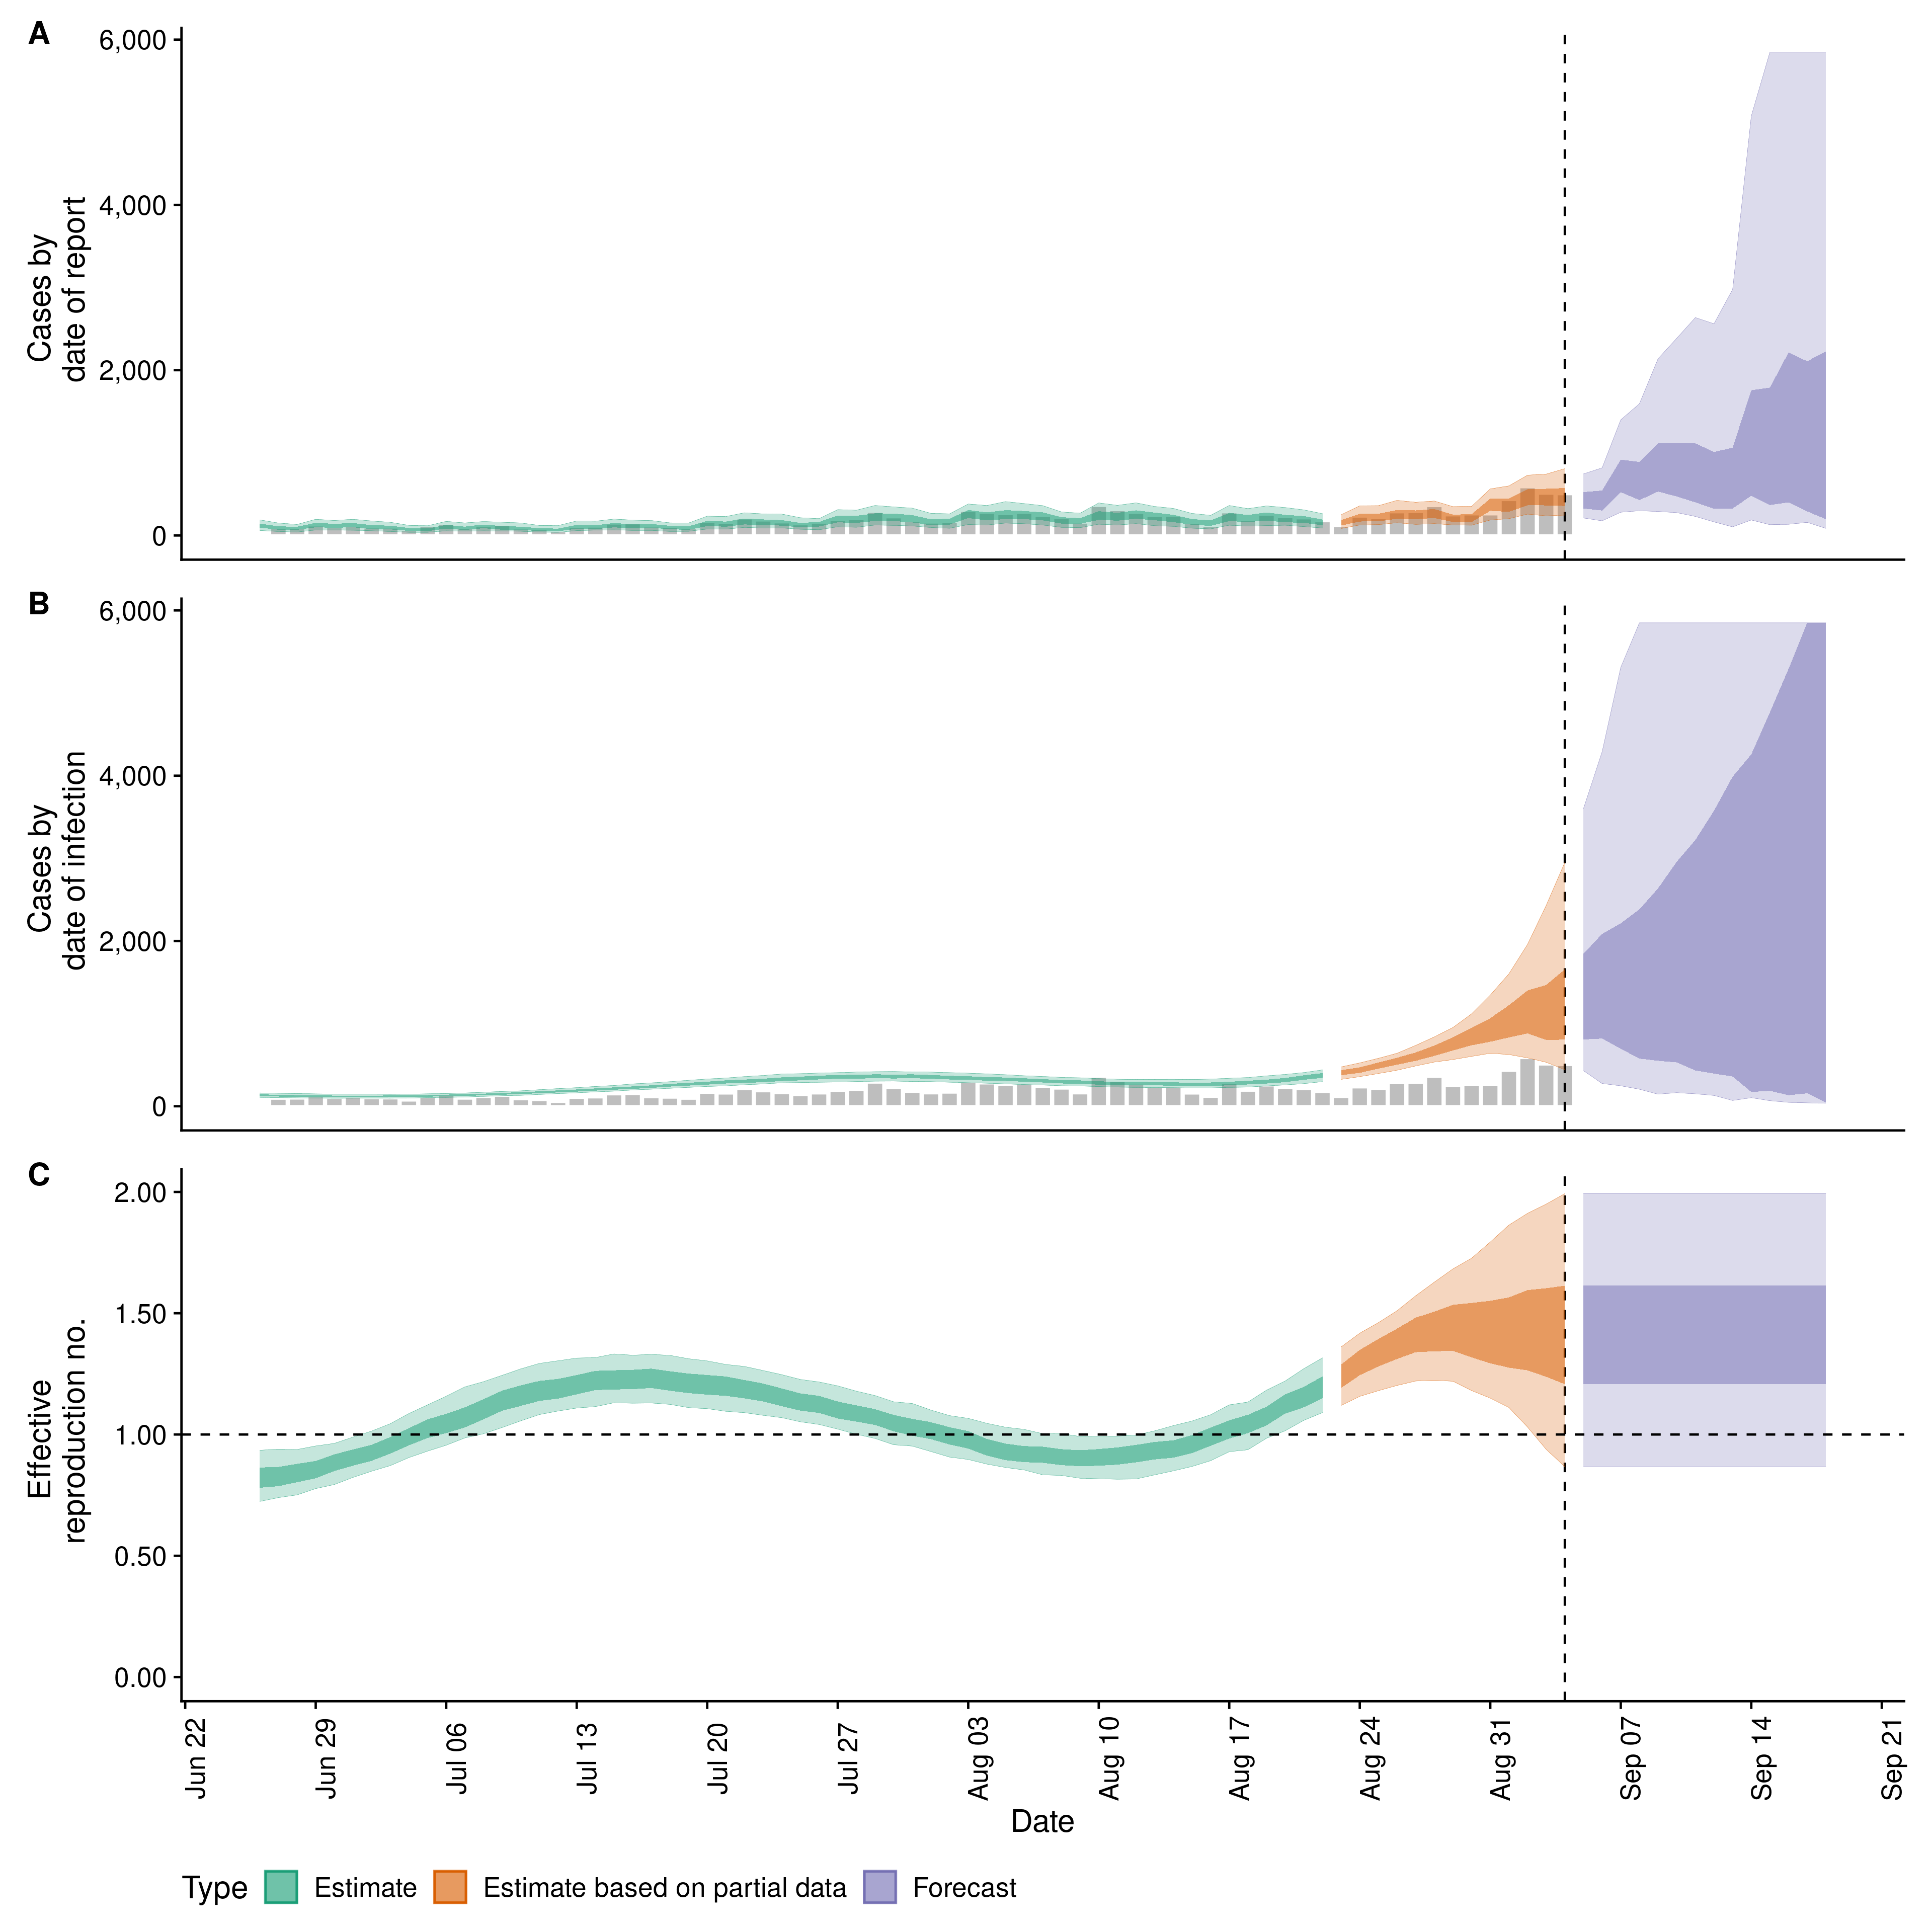 A
6,000
4,000
2,000
0
Cases by
date of report
B
6,000
4,000
2,000
0
Cases by
date of infection
C
2.00
1.50
1.00
0.50
0.00
Effective
reproduction no.
Jun 22
Jun 29
Jul 06
Jul 13
Jul 20
Jul 27
Aug 03
Aug 10
Aug 17
Aug 24
Aug 31
Sep 07
Sep 14
Sep 21
Date
Type Estimate Estimate based on partial data Forecast